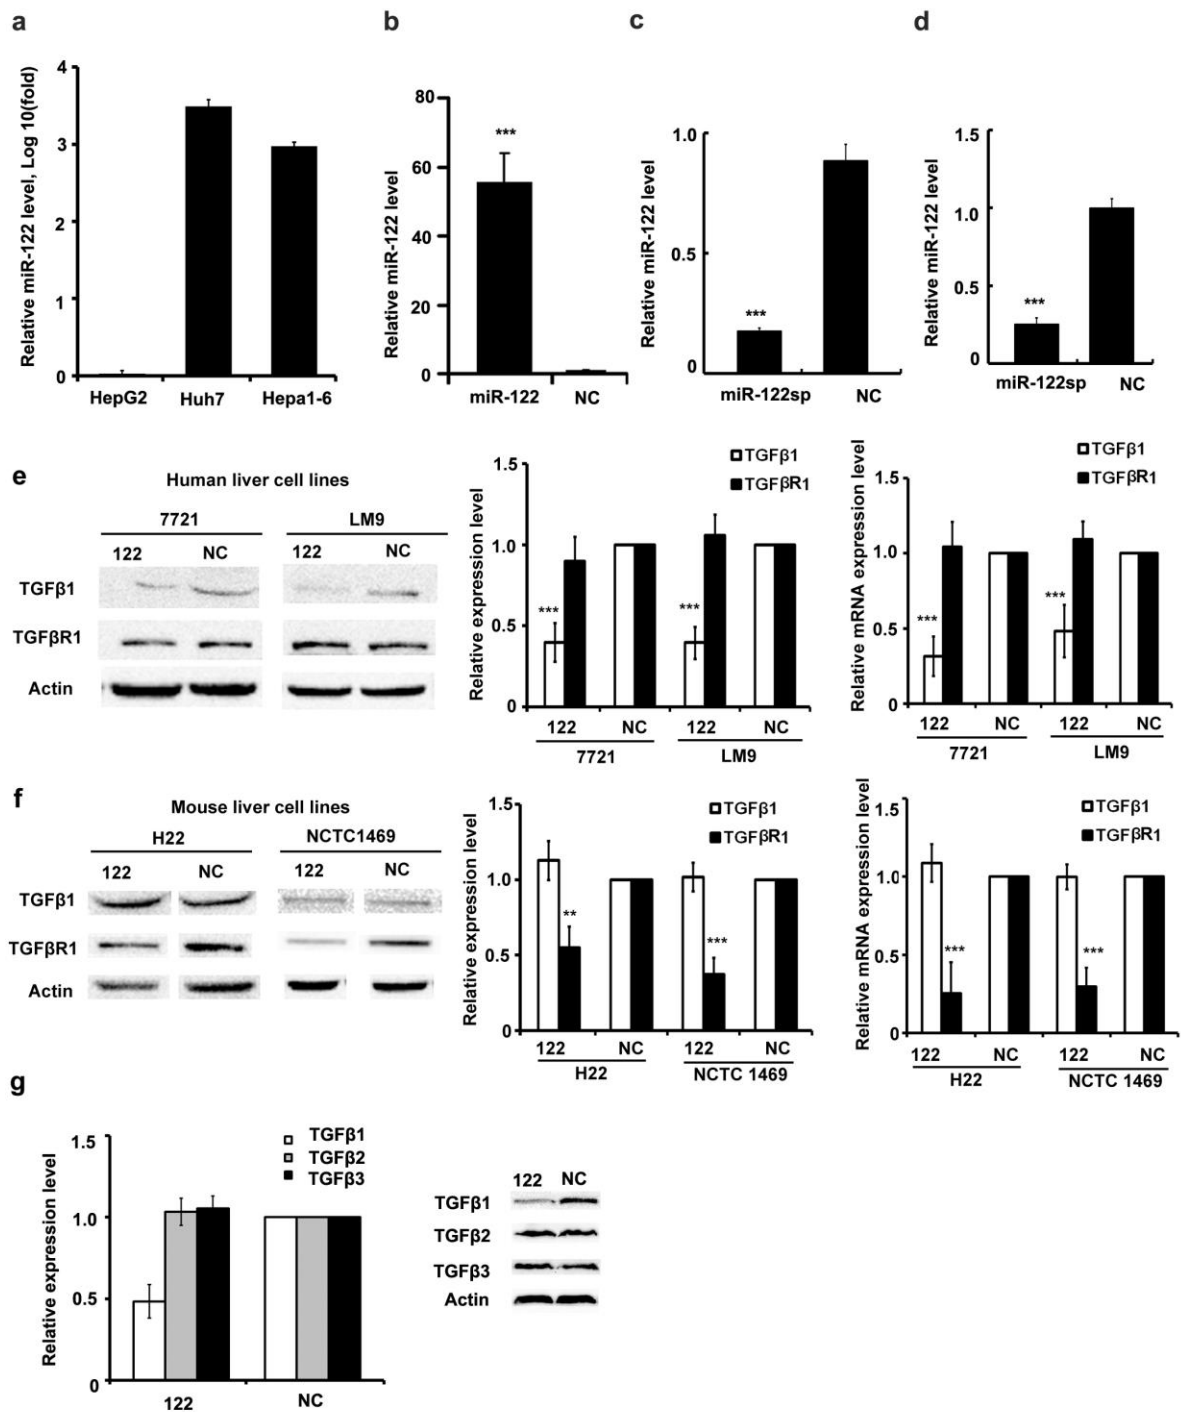 a
Relative miR-122 level, Log 10(fold)
4
3
2
1
0
HepG2 Huh7 Hepa1-6
b
Relative miR-122 level
80
60
40
20
0
***
miR-122 NC
c
Relative miR-122 level
1.0
0.5
0
***
miR-122sp NC
d
Relative miR-122 level
1.5
1.0
0.5
0
***
miR-122sp NC
e
Human liver cell lines
7721 LM9
122 NC 122 NC
TGFβ1
TGFβR1
Actin
Relative expression level
1.5
1.0
0.5
0
TGFβ1
TGFβR1
*** ***
122 NC 122 NC
7721 LM9
Relative mRNA expression level
1.5
1.0
0.5
0
TGFβ1
TGFβR1
*** ***
122 NC 122 NC
7721 LM9
f
Mouse liver cell lines
H22 NCTC1469
122 NC 122 NC
TGFβ1
TGFβR1
Actin
Relative expression level
1.5
1.0
0.5
0
TGFβ1
TGFβR1
** ***
122 NC 122 NC
H22 NCTC 1469
Relative mRNA expression level
1.5
1.0
0.5
0
TGFβ1
TGFβR1
*** ***
122 NC 122 NC
H22 NCTC 1469
g
Relative expression level
1.5
1.0
0.5
0
TGFβ1
TGFβ2
TGFβ3
122 NC
122 NC
TGFβ1
TGFβ2
TGFβ3
Actin